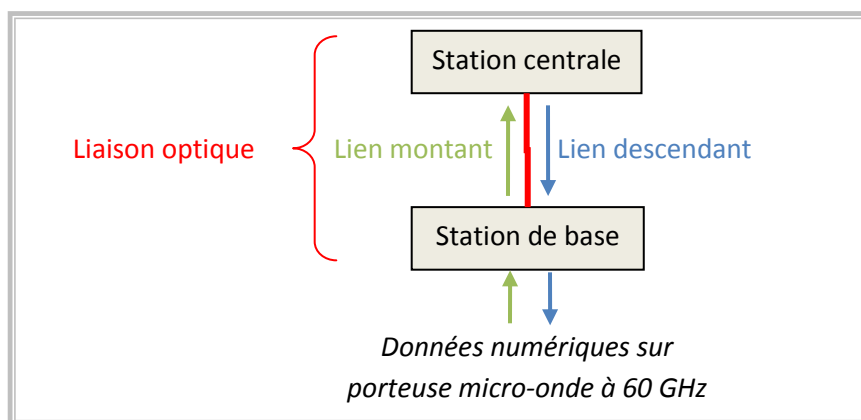 Station centrale
Liaison optique
Lien montant
Lien descendant
Station de base
Données numériques sur
porteuse micro-onde à 60 GHz